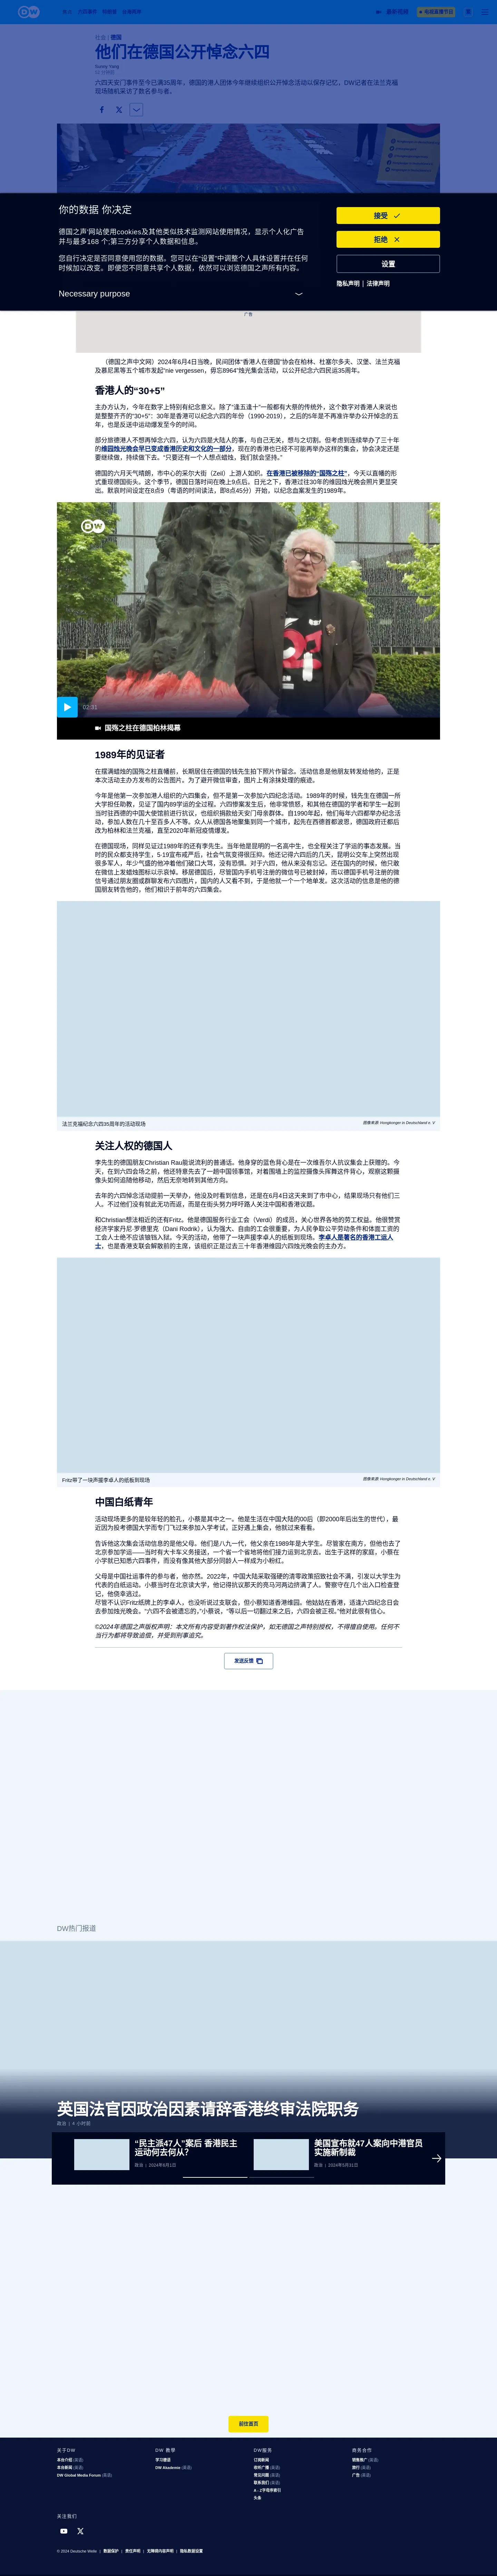 六四事件
台海两岸
最新视频
简
社会 | 德国
他们在德国公开悼念六四
六四天安门事件至今已满35周年，德国的港人团体今年继续组织公开悼念活动以保存记忆，DW记者在法兰克福
现场随机采访了数名参与者。
你的数据 你决定
德国之声'网站使用cookies及其他类似技术监测网站使用情况，显示个人化广告
并与最多168 个;第三方分享个人数据和信息。
您自行决定是否同意使用您的数据。您可以在"设置"中调整个人具体设置并在任何
时候加以改变。即便您不同意共享个人数据，依然可以浏览德国之声所有内容。
Necessary purpose
接受
拒绝
设置
隐私声明 | 法律声明
广告
（德国之声中文网）2024年6月4日当晚，民间团体“香港人在德国”协会在柏林、杜塞尔多夫、汉堡、法兰克福
及慕尼黑等五个城市发起“nie vergessen，毋忘8964”烛光集会活动，以公开纪念六四民运35周年。
香港人的“30+5”
主办方认为，今年在数字上特别有纪念意义。除了“逢五逢十”一般都有大祭的传统外，这个数字对香港人来说也
是整整齐齐的“30+5”：30年是香港可以纪念六四的年份（1990-2019），之后的5年是不再准许举办公开悼念的五
年，也是反送中运动爆发至今的时间。
部分旅德港人不想再悼念六四，认为六四是大陆人的事，与自己无关，想与之切割。但考虑到连续举办了三十年
的维园烛光晚会早已变成香港历史和文化的一部分，现在的香港也已经不可能再举办这样的集会，协会决定还是
要继续做，持续做下去。“只要还有一个人想点蜡烛，我们就会坚持。”
德国的六月天气晴朗，市中心的采尔大街（Zeil）上游人如织。在香港已被移除的“国殇之柱”，今天以直幡的形
式重现德国街头。这个季节，德国日落时间在晚上9点后。日光之下，香港过往30年的维园烛光晚会照片更显突
出。默哀时间设定在8点9（粤语的时间读法，即8点45分）开始，以纪念血案发生的1989年。
DW
02:31
国殇之柱在德国柏林揭幕
1989年的见证者
在摆满蜡烛的国殇之柱直幡前，长期居住在德国的钱先生拍下照片作留念。活动信息是他朋友转发给他的，正是
本次活动主办方发布的公告图片。为了避开微信审查，图片上有涂抹处理的痕迹。
今年是他第一次参加港人组织的六四集会，但不是第一次参加六四纪念活动。1989年的时候，钱先生在德国一所
大学担任助教，见证了国内89学运的全过程。六四惨案发生后，他非常愤怒，和其他在德国的学者和学生一起到
当时驻西德的中国大使馆前进行抗议，也组织捐款给天安门母亲群体。自1990年起，他们每年六四都举办纪念活
动，参加人数在几十至百多人不等。众人从德国各地聚集到同一个城市，起先在西德首都波恩，德国政府迁都后
改为柏林和法兰克福，直至2020年新冠疫情爆发。
在德国现场，同样见证过1989年的还有李先生。当年他是昆明的一名高中生，也全程关注了学运的事态发展。当
时的民众都支持学生，5·19宣布戒严后，社会气氛变得很压抑。他还记得六四后的几天，昆明公交车上突然出现
很多军人，年少气盛的他冲着他们破口大骂，没有恐惧。对于六四，他从来没有忘记。还在国内的时候，他只敢
在微信上发蜡烛图标以示哀悼。移居德国后，尽管国内手机号注册的微信号已被封掉，而以德国手机号注册的微
信号通过朋友圈或群聊发布六四图片，国内的人又看不到，于是他就一个一个地单发。这次活动的信息是他的德
国朋友转告他的，他们相识于前年的六四集会。
法兰克福纪念六四35周年的活动现场
图像来源: Hongkonger in Deutschland e. V.
关注人权的德国人
李先生的德国朋友Christian Rau能说流利的普通话。他身穿的蓝色背心是在一次维吾尔人抗议集会上获赠的。今
天，在到六四会场之前，他还特意先去了一趟中国领事馆，对着围墙上的监控摄像头挥舞这件背心，观察这颗摄
像头如何追随他移动，然后无奈地转到其他方向。
去年的六四悼念活动提前一天举办，他没及时看到信息，还是在6月4日这天来到了市中心，结果现场只有他们三
人。不过他们没有就此无功而返，而是在街头努力呼吁路人关注中国和香港议题。
和Christian想法相近的还有Fritz。他是德国服务行业工会（Verdi）的成员，关心世界各地的劳工权益。他很赞赏
经济学家丹尼·罗德里克（Dani Rodrik），认为强大、自由的工会很重要，为人民争取公平劳动条件和体面工资的
工会人士绝不应该锒铛入狱。今天的活动，他带了一块声援李卓人的纸板到现场。李卓人是著名的香港工运人
士，也是香港支联会解散前的主席，该组织正是过去三十年香港维园六四烛光晚会的主办方。
Fritz带了一块声援李卓人的纸板到现场
图像来源: Hongkonger in Deutschland e. V.
中国白纸青年
活动现场更多的是较年轻的脸孔，小蔡是其中之一。他是生活在中国大陆的00后（即2000年后出生的世代），最
近因为投考德国大学而专门飞过来参加入学考试，正好遇上集会，他就过来看看。
告诉他这次集会活动信息的是他父母。他们是八九一代，他父亲在1989年是大学生。尽管家在南方，但他也去了
北京参加学运——当时有大卡车义务接送，一个省一个省地将他们接力运到北京去。出生于这样的家庭，小蔡在
小学就已知悉六四事件，而没有像其他大部分同龄人一样成为小粉红。
父母是中国社运事件的参与者，他亦然。2022年，中国大陆采取强硬的清零政策招致社会不满，引发以大学生为
代表的白纸运动。小蔡当时在北京读大学，他记得抗议那天的亮马河两边挤满了人。警察守在几个出入口检查登
记，他侥幸逃过。
尽管不认识Fritz纸牌上的李卓人，也没听说过支联会，但小蔡知道香港维园。他姑姑在香港，适逢六四纪念日会
去参加烛光晚会。“六四不会被遗忘的，”小蔡说，“等以后一切翻过来之后，六四会被正视。”他对此很有信心。
©2024年德国之声版权声明：本文所有内容受到著作权法保护，如无德国之声特别授权，不得擅自使用。任何不
当行为都将导致追偿，并受到刑事追究。
发送反馈
DW热门报道
英国法官因政治因素请辞香港终审法院职务
“民主派47人”案后 香港民主
运动何去何从？
政治 | 2024年6月1日
美国宣布就47人案向中港官员
实施新制裁
政治 | 2024年5月31日
前往首页
关于DW
本台介绍 (英语)
本台新闻 (英语)
DW Global Media Forum (英语)
DW 教学
学习德语
DW Akademie (英语)
DW服务
订阅新闻
收听广播 (英语)
常见问题 (英语)
联系我们 (英语)
A - Z字母序索引
头条
商务合作
销售推广 (英语)
旅行 (英语)
广告 (英语)
关注我们
© 2024 Deutsche Welle | 数据保护 | 责任声明 | 无障碍内容声明 | 隐私数据设置